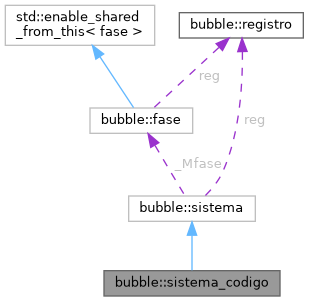 std::enable_shared
_from_this< fase >
bubble::registro
reg
bubble::fase
reg
_Mfase
bubble::sistema
bubble::sistema_codigo